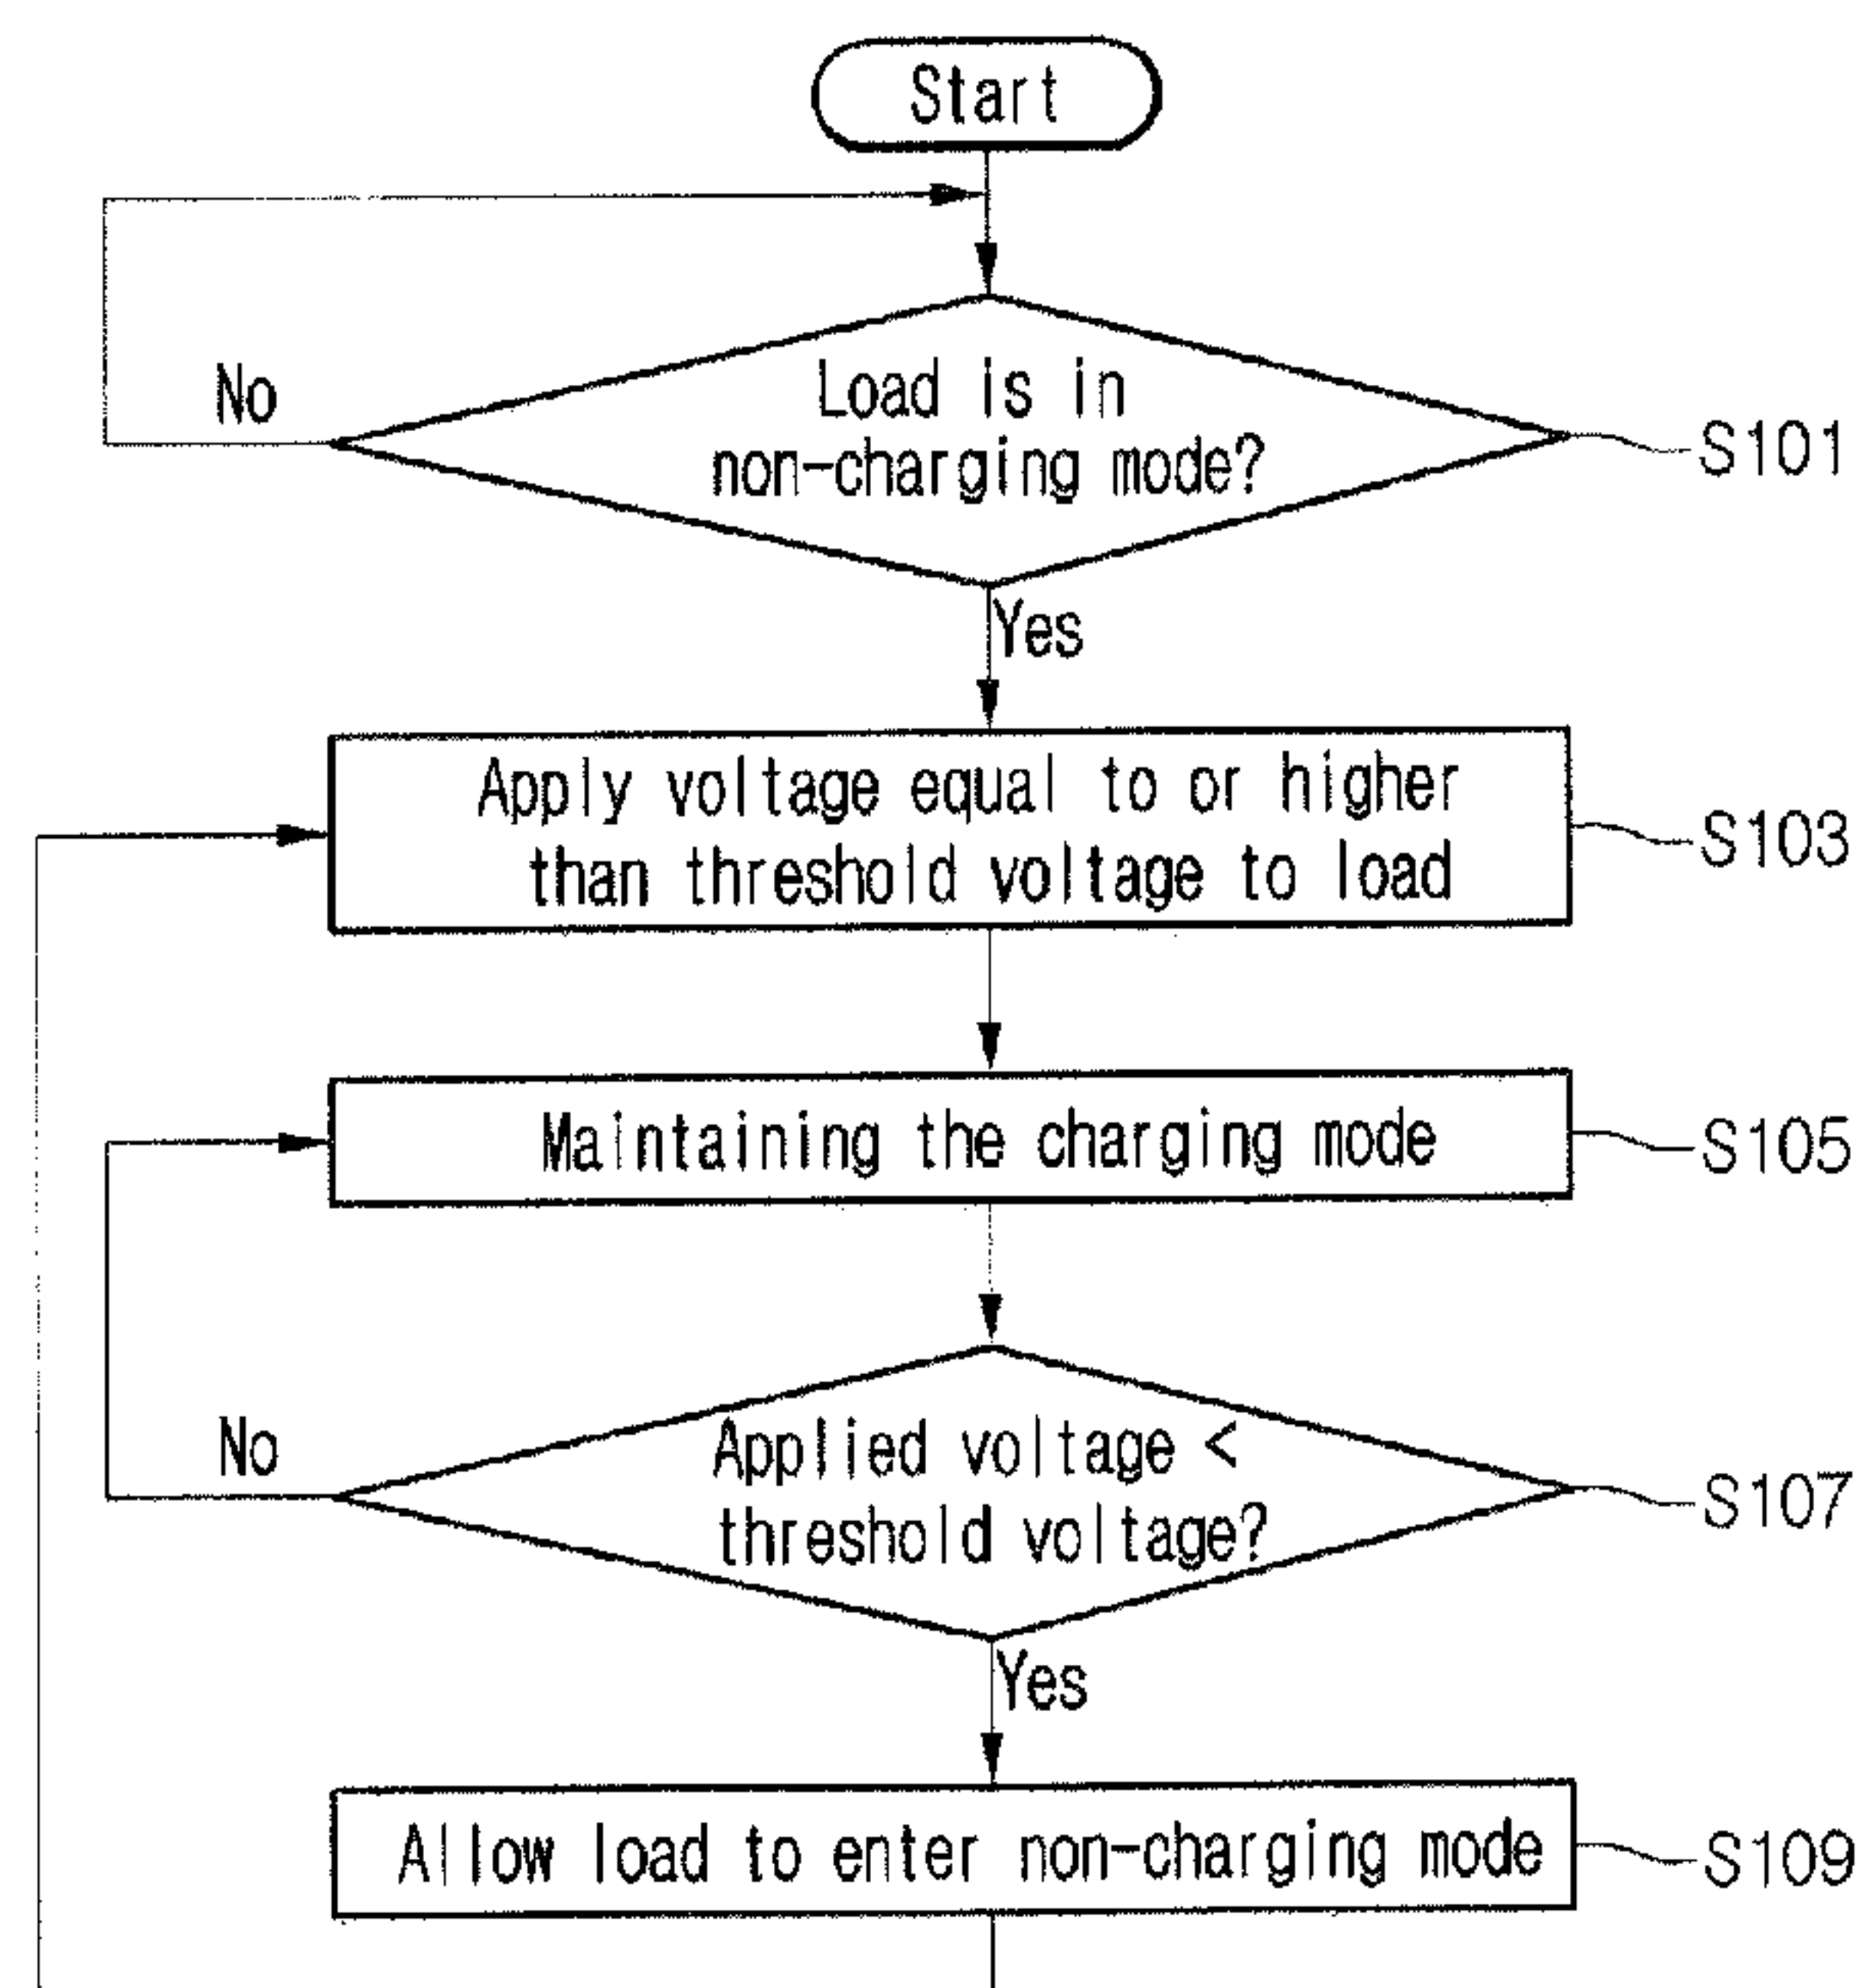 Start
Load is in
non-charging mode?
No
S101
Yes
Apply voltage equal to or higher
than threshold voltage to load
S103
Maintaining the charging mode
S105
Applied voltage <
threshold voltage?
No
S107
Yes
Allow load to enter non-charging mode
S109